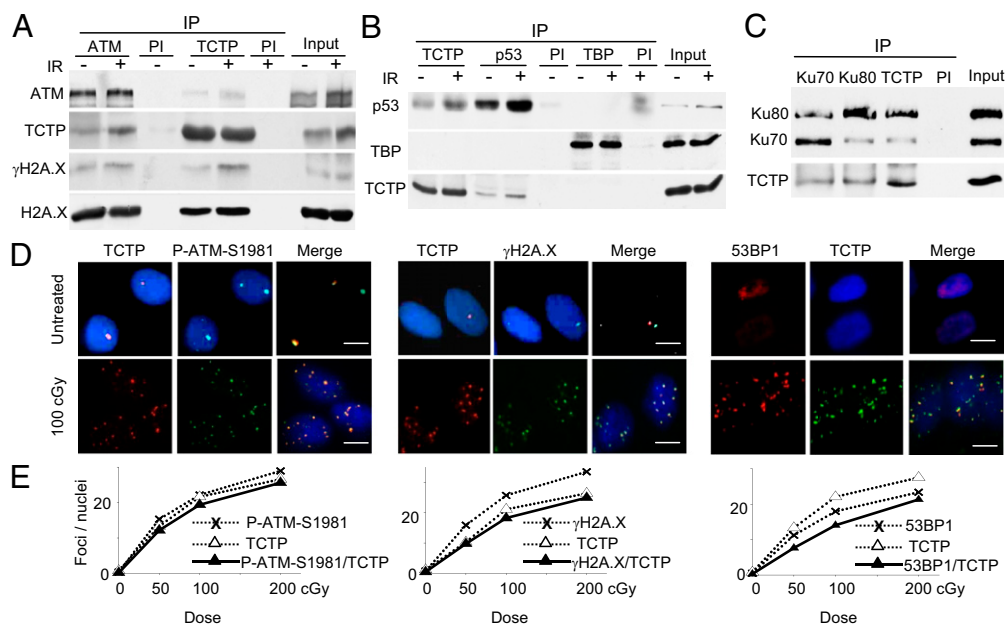 A
IP
ATM PI TCTP PI Input
IR - + - + - +
ATM
TCTP
γH2A.X
H2A.X
B
IP
TCTP p53 PI TBP PI Input
IR - + - + - - + + - +
p53
TBP
TCTP
C
IP
Ku70 Ku80 TCTP PI Input
Ku80
Ku70
TCTP
D
TCTP P-ATM-S1981 Merge
TCTP γH2A.X Merge
53BP1 TCTP Merge
Untreated
100 cGy
E
Foci / nuclei
20
0
P-ATM-S1981
TCTP
P-ATM-S1981/TCTP
0 50 100 200 cGy
Dose
20
0
γH2A.X
TCTP
γH2A.X/TCTP
0 50 100 200 cGy
Dose
20
0
53BP1
TCTP
53BP1/TCTP
0 50 100 200 cGy
Dose